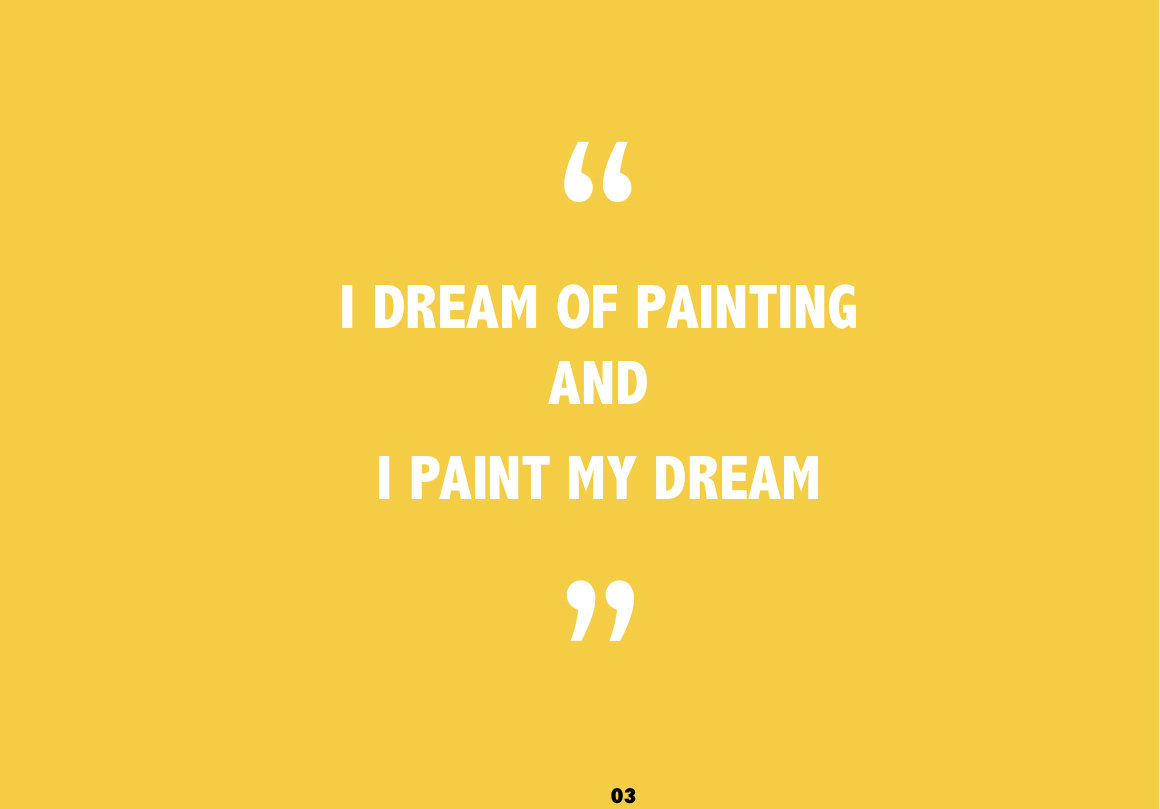 “
I DREAM OF PAINTING
AND
I PAINT MY DREAM
”
03